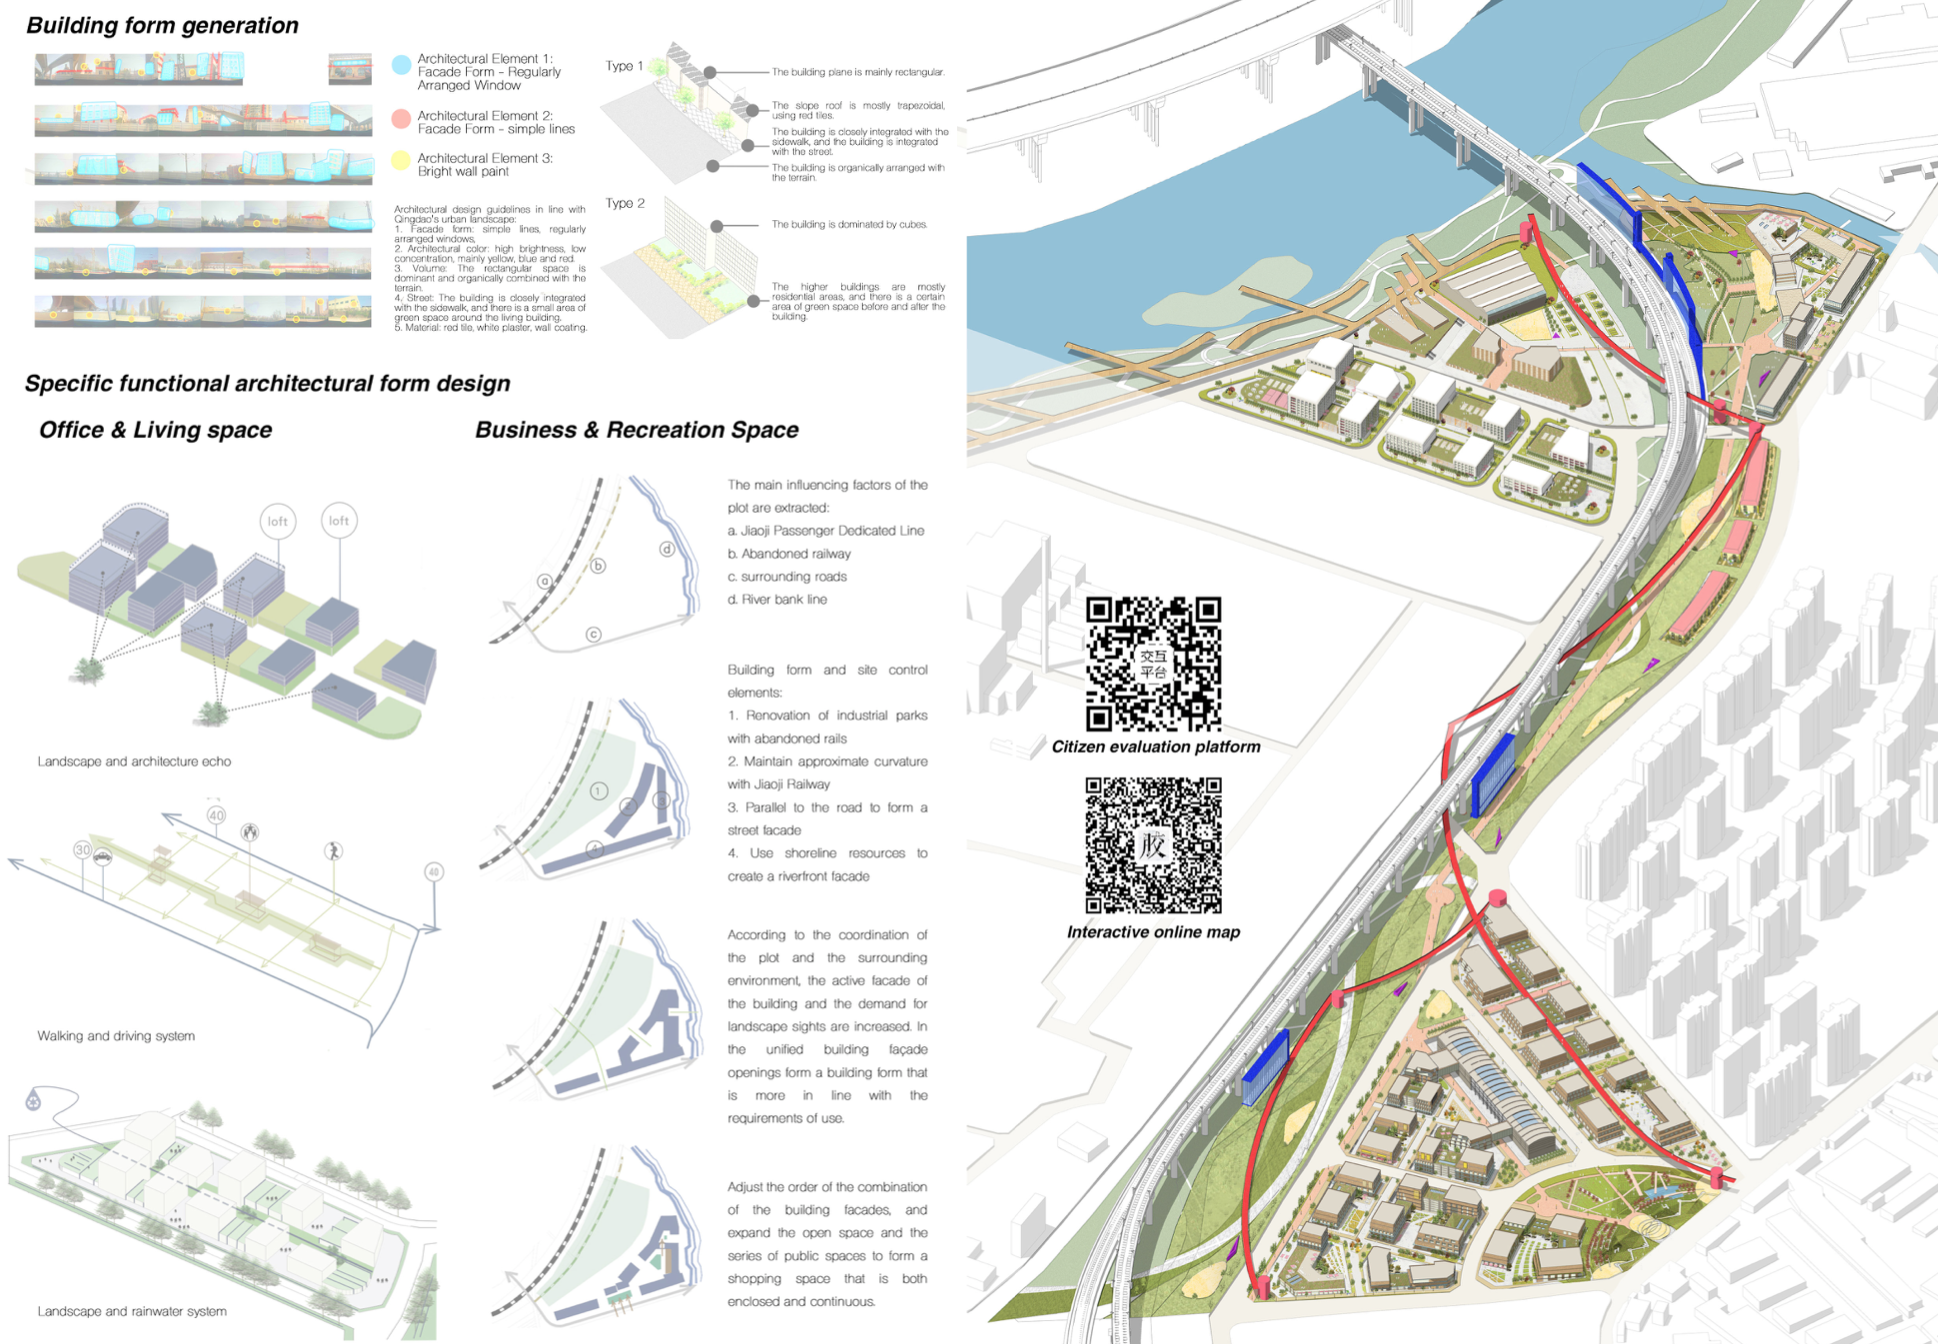 Building form generation
Architectural Element 1:
Facade Form - Regularly
Arranged Window
Architectural Element 2:
Facade Form - simple lines
Architectural Element 3:
Bright wall paint
Architectural design guidelines in line with
Qingdao's urban landscape:
1. Facade form: simple lines, regularly
arranged windows,
2. Architectural color: high brightness, low
concentration, mainly yellow, blue and red.
3. Volume: The rectangular space is
dominant and organically combined with the
terrain.
4. Street: The building is closely integrated
with the sidewalk, and there is a small area of
green space around the living building.
5. Material: red tile, white plaster, wall coating.
Type 1
The building plane is mainly rectangular.
The slope roof is mostly trapezoidal,
using red tiles.
The building is closely integrated with the
sidewalk, and the building is integrated
with the street.
The building is organically arranged with
the terrain.
Type 2
The building is dominated by cubes.
The higher buildings are mostly
residential areas, and there is a certain
area of green space before and after the
building.
Specific functional architectural form design
Office & Living space
loft
loft
Landscape and architecture echo
40
30
40
Walking and driving system
Landscape and rainwater system
Business & Recreation Space
a
b
c
d
The main influencing factors of the
plot are extracted:
a. Jiaoji Passenger Dedicated Line
b. Abandoned railway
c. surrounding roads
d. River bank line
1
2
3
4
Building form and site control
elements:
1. Renovation of industrial parks
with abandoned rails
2. Maintain approximate curvature
with Jiaoji Railway
3. Parallel to the road to form a
street facade
4. Use shoreline resources to
create a riverfront facade
According to the coordination of
the plot and the surrounding
environment, the active facade of
the building and the demand for
landscape sights are increased. In
the unified building façade
openings form a building form that
is more in line with the
requirements of use.
Adjust the order of the combination
of the building facades, and
expand the open space and the
series of public spaces to form a
shopping space that is both
enclosed and continuous.
交互
平台
Citizen evaluation platform
胶
Interactive online map